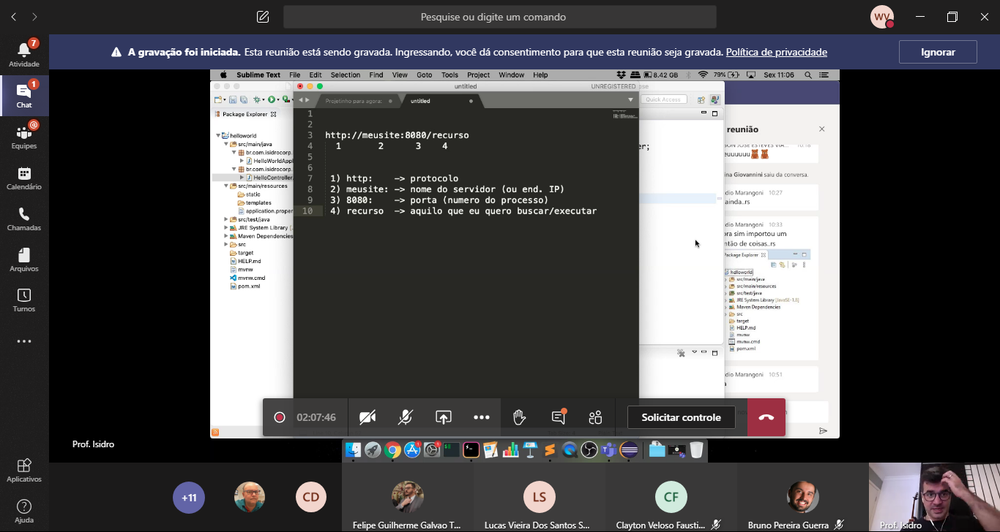 Pesquise ou digite um comando
WV
7
Atividade
1
Chat
Equipes
Calendário
Chamadas
Arquivos
Turnos
Aplicativos
Ajuda
A gravação foi iniciada. Esta reunião está sendo gravada. Ingressando, você dá consentimento para que esta reunião seja gravada. Política de privacidade
Ignorar
Sublime Text File Edit Selection Find View Goto Tools Project Window Help
8.42 GB
79%
Sex 11:06
untitled
UNREGISTERED
Quick Access
Projetinho para agora:
untitled
Package Explorer
helloworld
src/main/java
br.com.isidrocorp.
HelloWorldAppl
br.com.isidrocorp.
HelloController.
src/main/resources
static
templates
application.proper
src/test/java
JRE System Library [
Maven Dependencies
src
target
HELP.md
mvnw
mvnw.cmd
pom.xml
1
2
3 http://meusite:8080/recurso
4 1 2 3 4
5
6
7 1) http: -> protocolo
8 2) meusite: -> nome do servidor (ou end. IP)
9 3) 8080: -> porta (numero do processo)
10 4) recurso -> aquilo que eu quero buscar/executar
er;
reunião
SON JOSE ESTEVES VIA... 10:18
euuuuuu
ina Giovannini saiu da conversa.
dio Marangoni 10:27
ainda..rs
dio Marangoni 10:33
ora sim importou um
ntão de coisas..rs
Package Explorer
helloworld
src/main/java
src/main/resources
src/test/java
JRE System Library [JavaSE-1.8]
Maven Dependencies
src
target
HELP.md
mvnw
mvnw.cmd
pom.xml
dio Marangoni 10:51
02:07:46
Solicitar controle
Prof. Isidro
+11
CD
Felipe Guilherme Galvao T...
LS
Lucas Vieira Dos Santos S...
CF
Clayton Veloso Fausti...
Bruno Pereira Guerra
Prof. Isidro